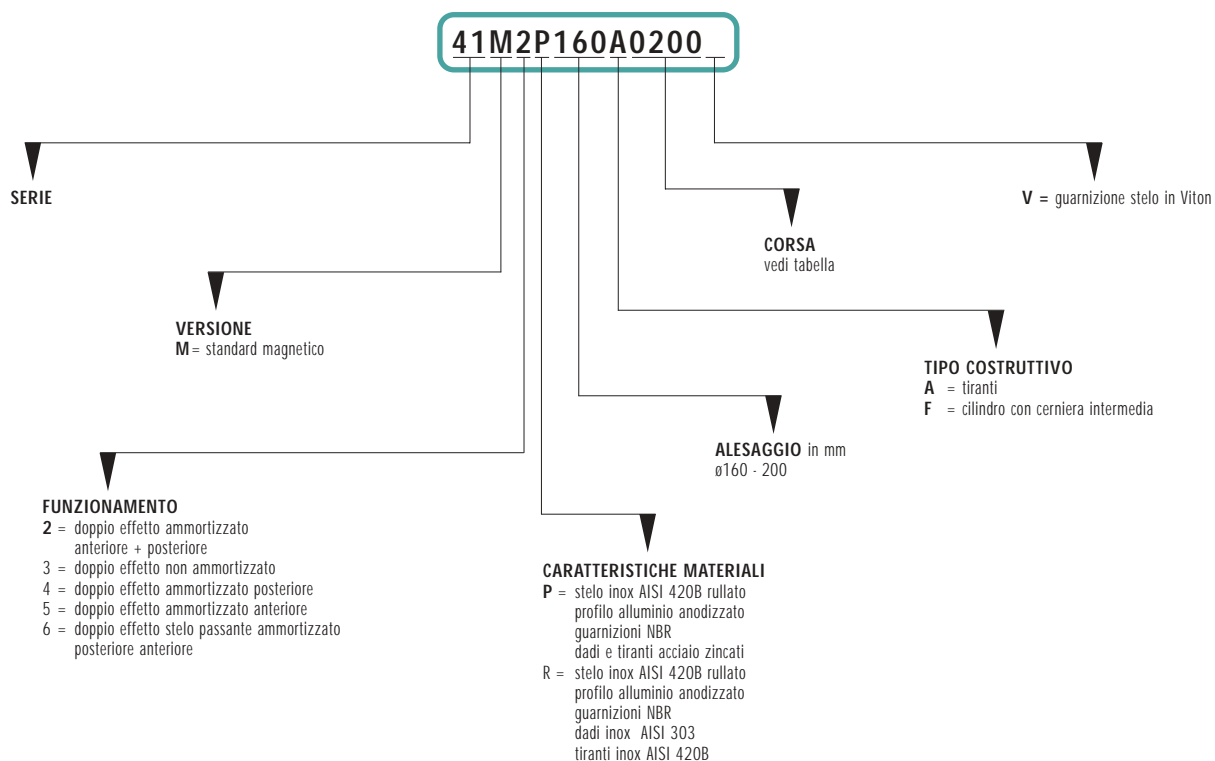 41M2P160A0200
SERIE
V = guarnizione stelo in Viton
CORSA
vedi tabella
VERSIONE
M = standard magnetico
TIPO COSTRUTTIVO
A = tiranti
F = cilindro con cerniera intermedia
ALESAGGIO in mm
ø160 - 200
FUNZIONAMENTO
2 = doppio effetto ammortizzato
anteriore + posteriore
3 = doppio effetto non ammortizzato
4 = doppio effetto ammortizzato posteriore
5 = doppio effetto ammortizzato anteriore
6 = doppio effetto stelo passante ammortizzato
posteriore anteriore
CARATTERISTICHE MATERIALI
P = stelo inox AISI 420B rullato
profilo alluminio anodizzato
guarnizioni NBR
dadi e tiranti acciaio zincati
R = stelo inox AISI 420B rullato
profilo alluminio anodizzato
guarnizioni NBR
dadi inox AISI 303
tiranti inox AISI 420B